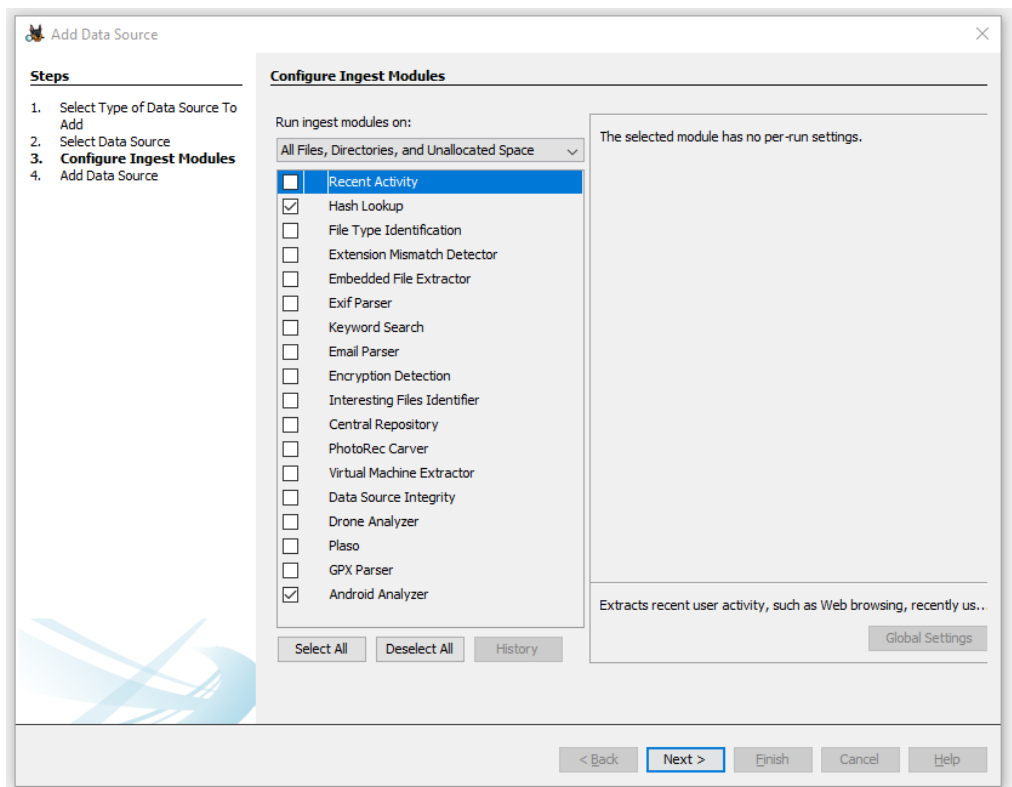 Add Data Source
Steps
1. Select Type of Data Source To
Add
2. Select Data Source
3. Configure Ingest Modules
4. Add Data Source
Configure Ingest Modules
Run ingest modules on:
All Files, Directories, and Unallocated Space
Recent Activity
Hash Lookup
File Type Identification
Extension Mismatch Detector
Embedded File Extractor
Exif Parser
Keyword Search
Email Parser
Encryption Detection
Interesting Files Identifier
Central Repository
PhotoRec Carver
Virtual Machine Extractor
Data Source Integrity
Drone Analyzer
Plaso
GPX Parser
Android Analyzer
Select All Deselect All History
The selected module has no per-run settings.
Extracts recent user activity, such as Web browsing, recently us...
Global Settings
< Back Next > Finish Cancel Help